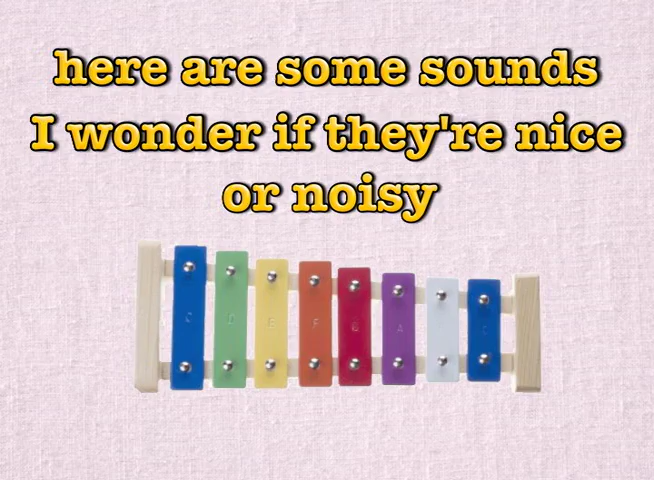 here are some sounds
I wonder if they're nice
or noisy
C D E F G A C